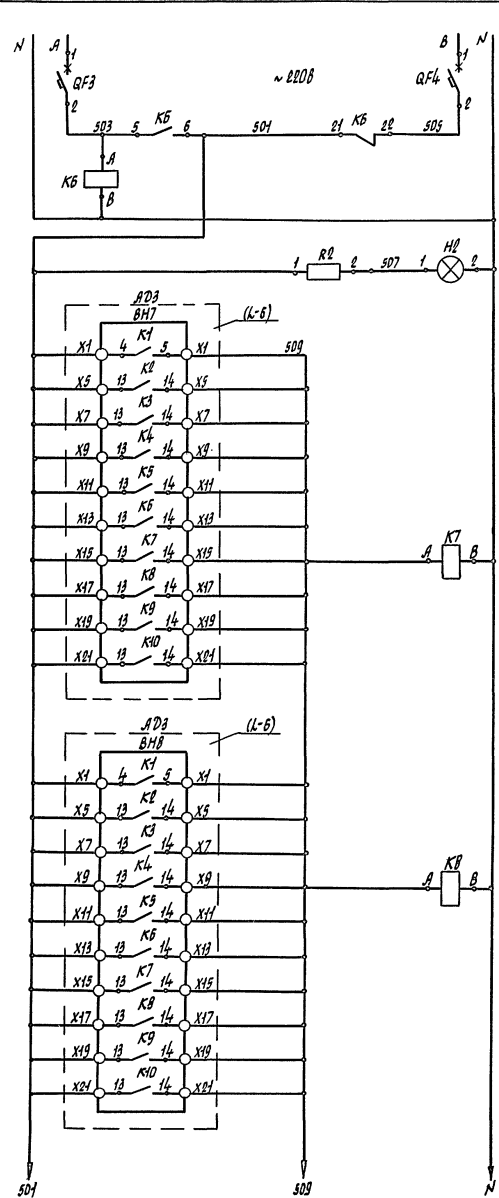 N A B N
1 1
QF3 ~220В QF4
2 2
503 5 К6 6 501 21 К6 22 505
A
К6
B
1 R2 2 507 1 H2 2
AD3
ВН7 (L-6)
К1
X1 4 5 X1 509
К2
X5 13 14 X5
К3
X7 13 14 X7
К4
X9 13 14 X9
К5
X11 13 14 X11
К6
X13 13 14 X13
К7 К7
X15 13 14 X15 A B
К8
X17 13 14 X17
К9
X19 13 14 X19
К10
X21 13 14 X21
AD3
ВН8 (L-6)
К1
X1 4 5 X1
К2
X5 13 14 X5
К3
X7 13 14 X7
К4 К8
X9 13 14 X9 A B
К5
X11 13 14 X11
К6
X13 13 14 X13
К7
X15 13 14 X15
К8
X17 13 14 X17
К9
X19 13 14 X19
К10
X21 13 14 X21
501 509 N